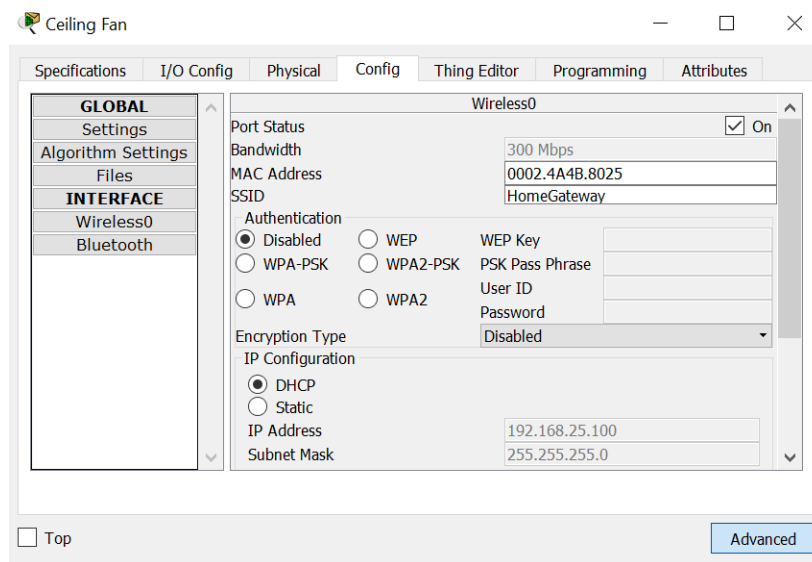 Ceiling Fan
Specifications I/O Config Physical Config Thing Editor Programming Attributes
GLOBAL
Settings
Algorithm Settings
Files
INTERFACE
Wireless0
Bluetooth
Wireless0
Port Status On
Bandwidth 300 Mbps
MAC Address 0002.4A4B.8025
SSID HomeGateway
Authentication
Disabled WEP WEP Key
WPA-PSK WPA2-PSK PSK Pass Phrase
User ID
WPA WPA2
Password
Encryption Type Disabled
IP Configuration
DHCP
Static
IP Address 192.168.25.100
Subnet Mask 255.255.255.0
Top Advanced